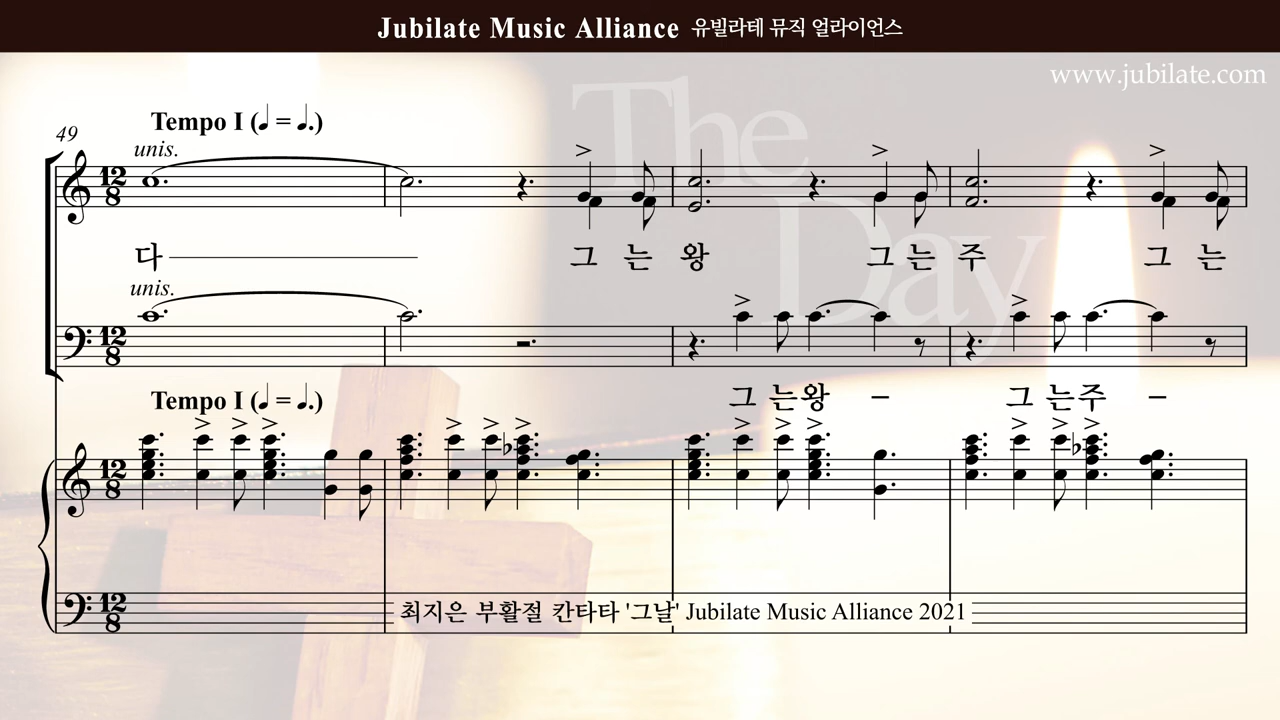 Jubilate Music Alliance 유빌라테 뮤직 얼라이언스
www.jubilate.com
The
Day
Tempo I (♩ = ♩.)
49
unis.
다 그 는 왕 그 는 주 그 는
unis.
그 는 왕 – 그 는 주 –
Tempo I (♩ = ♩.)
최지은 부활절 칸타타 '그날' Jubilate Music Alliance 2021